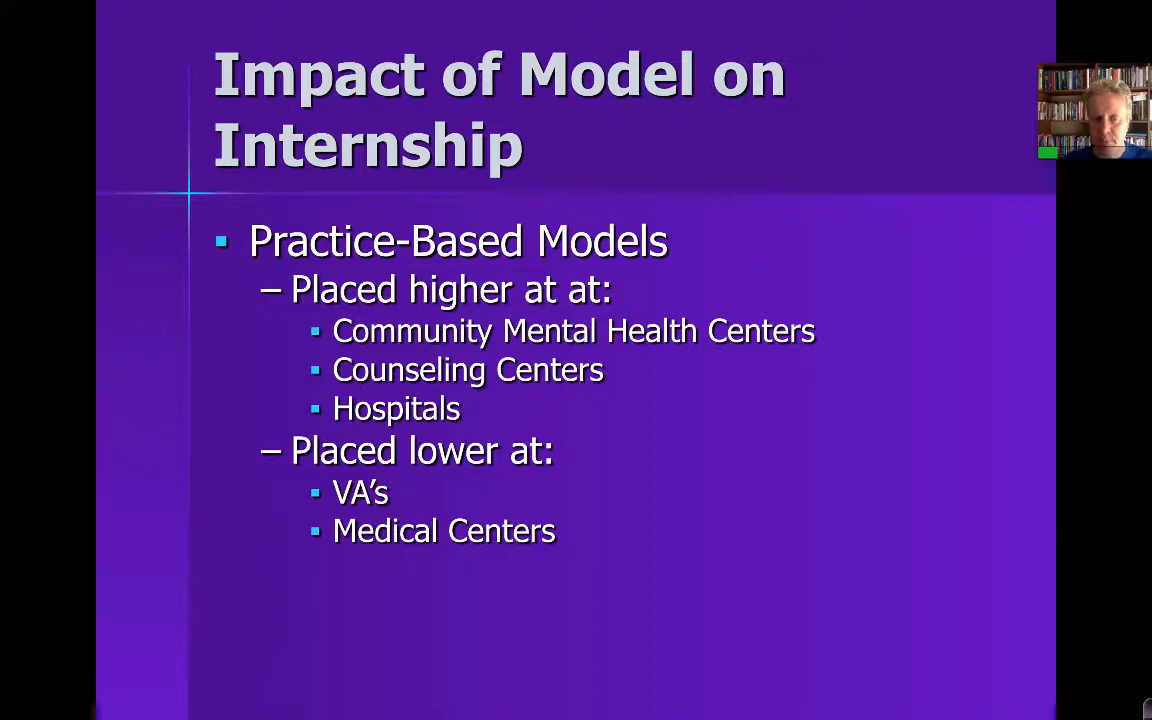 Impact of Model on
Internship
▪ Practice-Based Models
– Placed higher at at:
▪ Community Mental Health Centers
▪ Counseling Centers
▪ Hospitals
– Placed lower at:
▪ VA’s
▪ Medical Centers